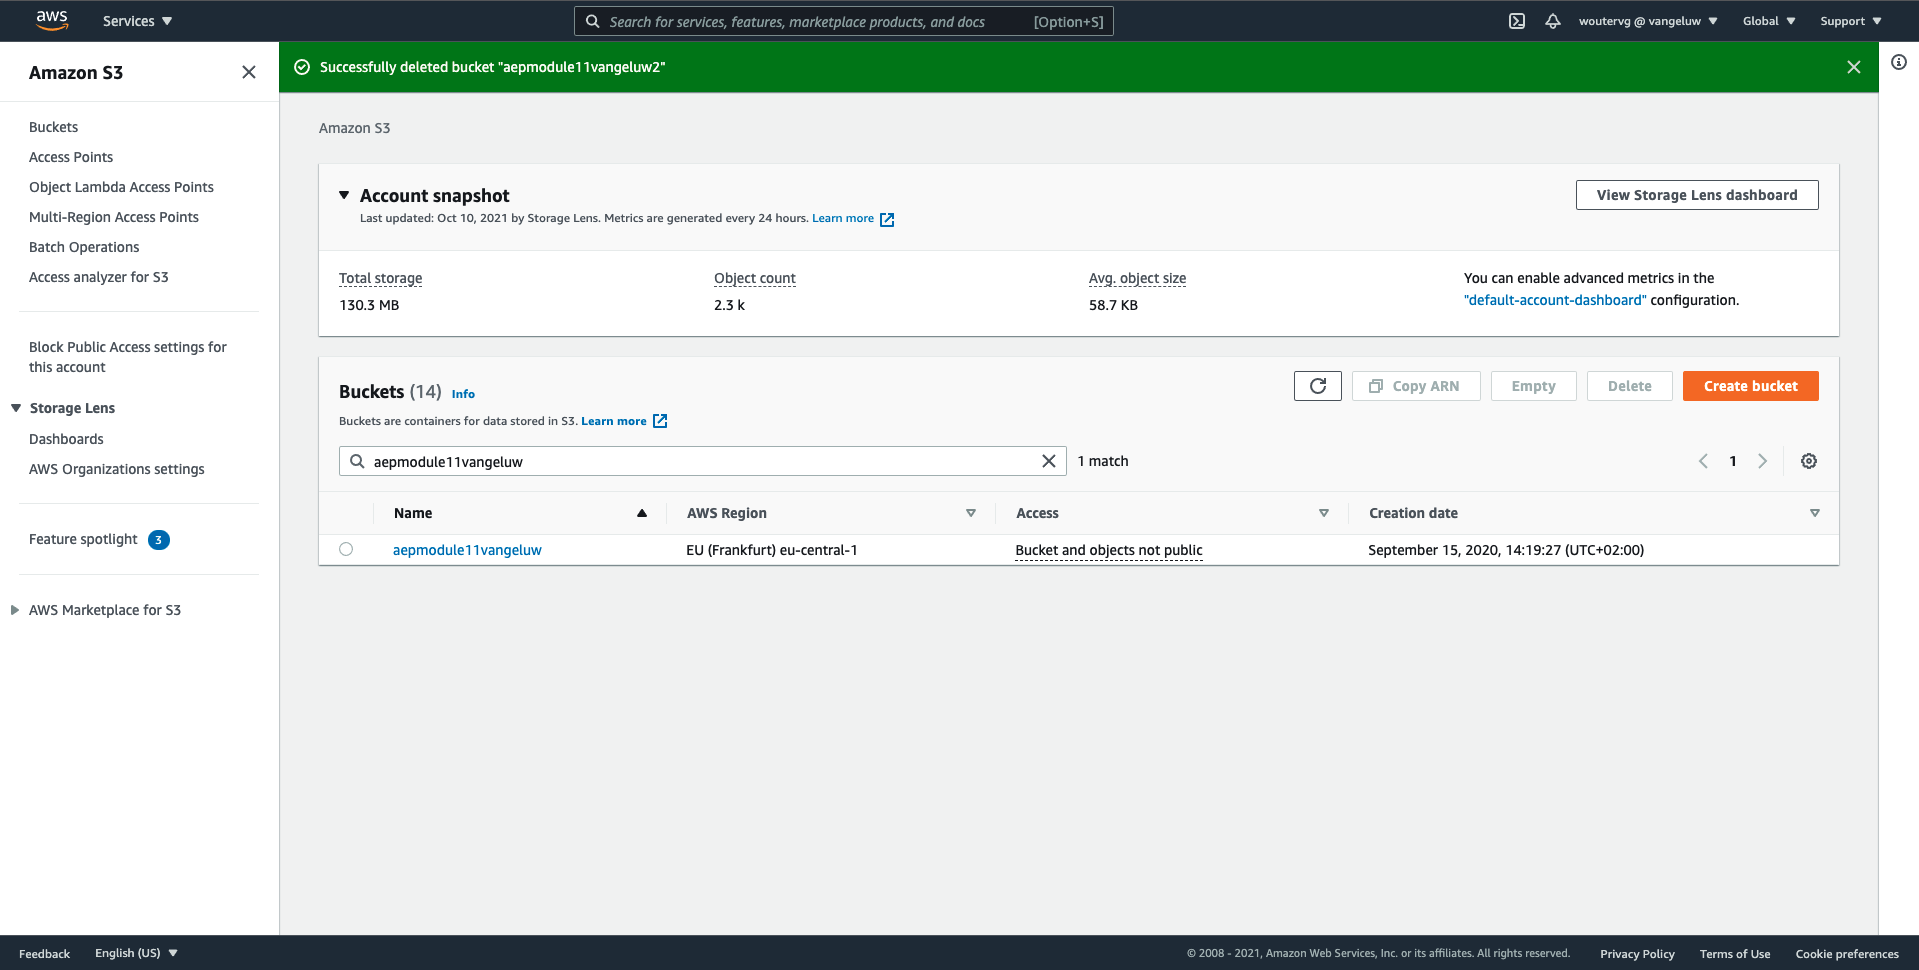 aws
Services
Search for services, features, marketplace products, and docs [Option+S]
woutervg @ vangeluw
Global
Support
Amazon S3
Buckets
Access Points
Object Lambda Access Points
Multi-Region Access Points
Batch Operations
Access analyzer for S3
Block Public Access settings for
this account
Storage Lens
Dashboards
AWS Organizations settings
Feature spotlight 3
AWS Marketplace for S3
Successfully deleted bucket "aepmodule11vangeluw2"
Amazon S3
Account snapshot
View Storage Lens dashboard
Last updated: Oct 10, 2021 by Storage Lens. Metrics are generated every 24 hours. Learn more
Total storage
130.3 MB
Object count
2.3 k
Avg. object size
58.7 KB
You can enable advanced metrics in the
"default-account-dashboard" configuration.
Buckets (14) Info
Copy ARN
Empty
Delete
Create bucket
Buckets are containers for data stored in S3. Learn more
aepmodule11vangeluw
1 match
1
Name AWS Region Access Creation date
aepmodule11vangeluw EU (Frankfurt) eu-central-1 Bucket and objects not public September 15, 2020, 14:19:27 (UTC+02:00)
Feedback
English (US)
© 2008 - 2021, Amazon Web Services, Inc. or its affiliates. All rights reserved.
Privacy Policy
Terms of Use
Cookie preferences